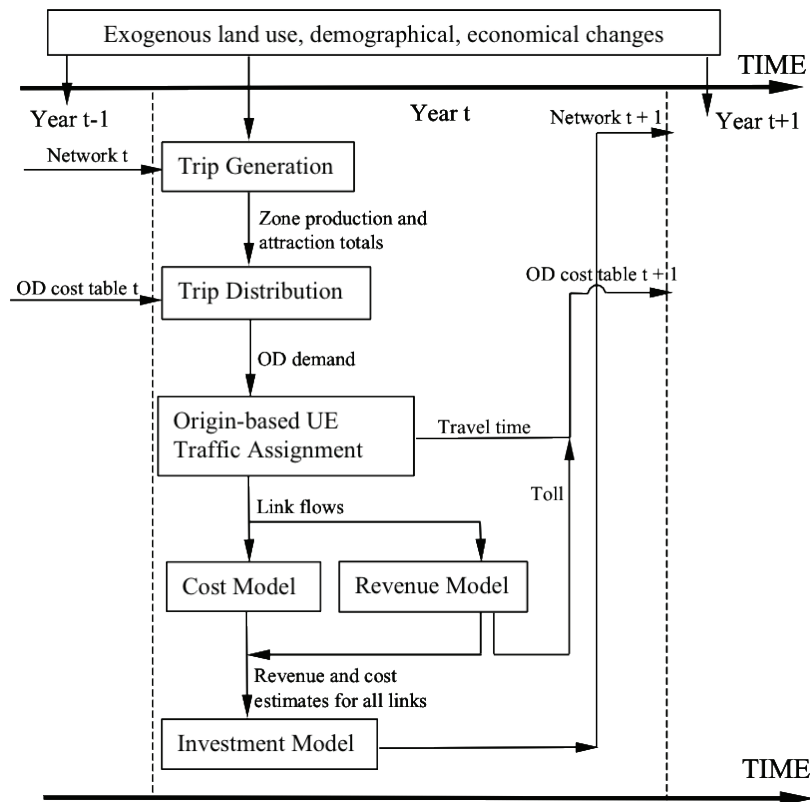 Exogenous land use, demographical, economical changes
TIME
Year t-1
Year t
Network t + 1
Year t+1
Network t
Trip Generation
Zone production and
attraction totals
OD cost table t
Trip Distribution
OD cost table t + 1
OD demand
Origin-based UE
Traffic Assignment
Travel time
Toll
Link flows
Cost Model
Revenue Model
Revenue and cost
estimates for all links
Investment Model
TIME